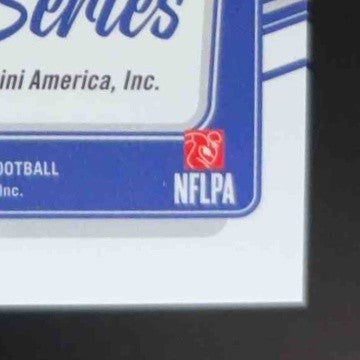 Series
ini America, Inc.
OOTBALL
Inc.
NFLPA